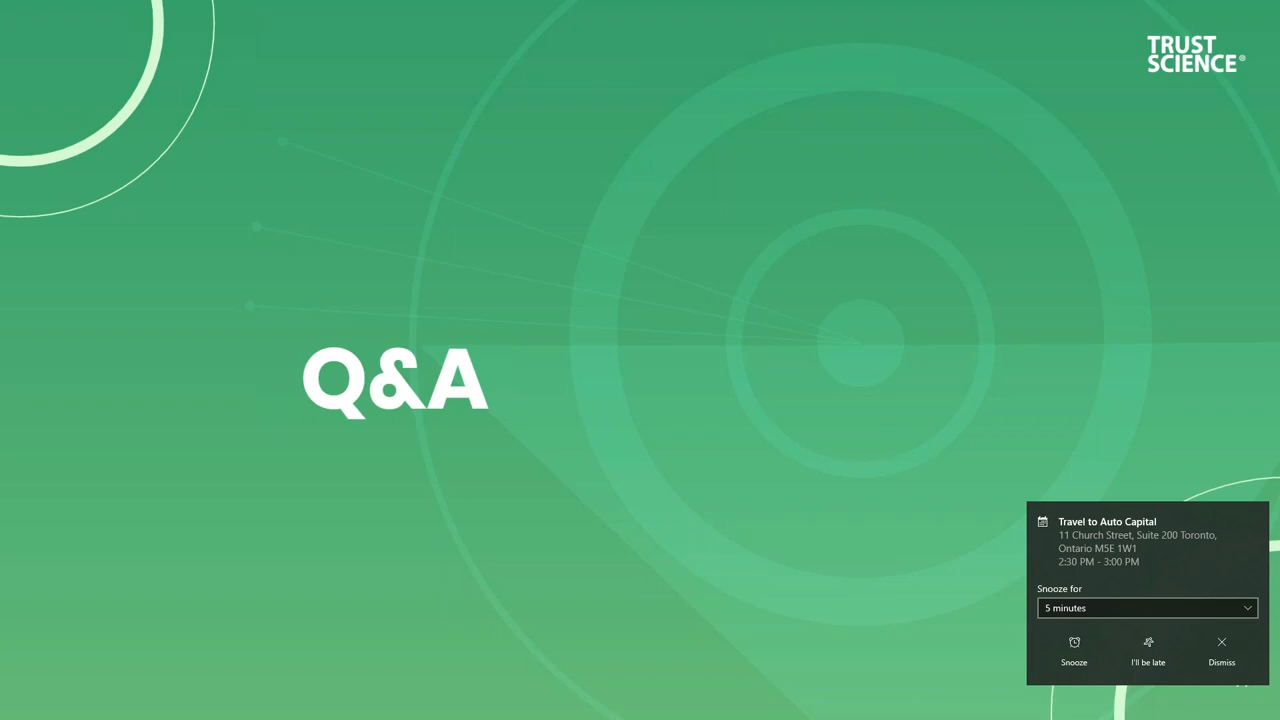 TRUST
SCIENCE®
Q&A
Travel to Auto Capital
11 Church Street, Suite 200 Toronto,
Ontario M5E 1W1
2:30 PM - 3:00 PM
Snooze for
5 minutes
Snooze
I'll be late
Dismiss